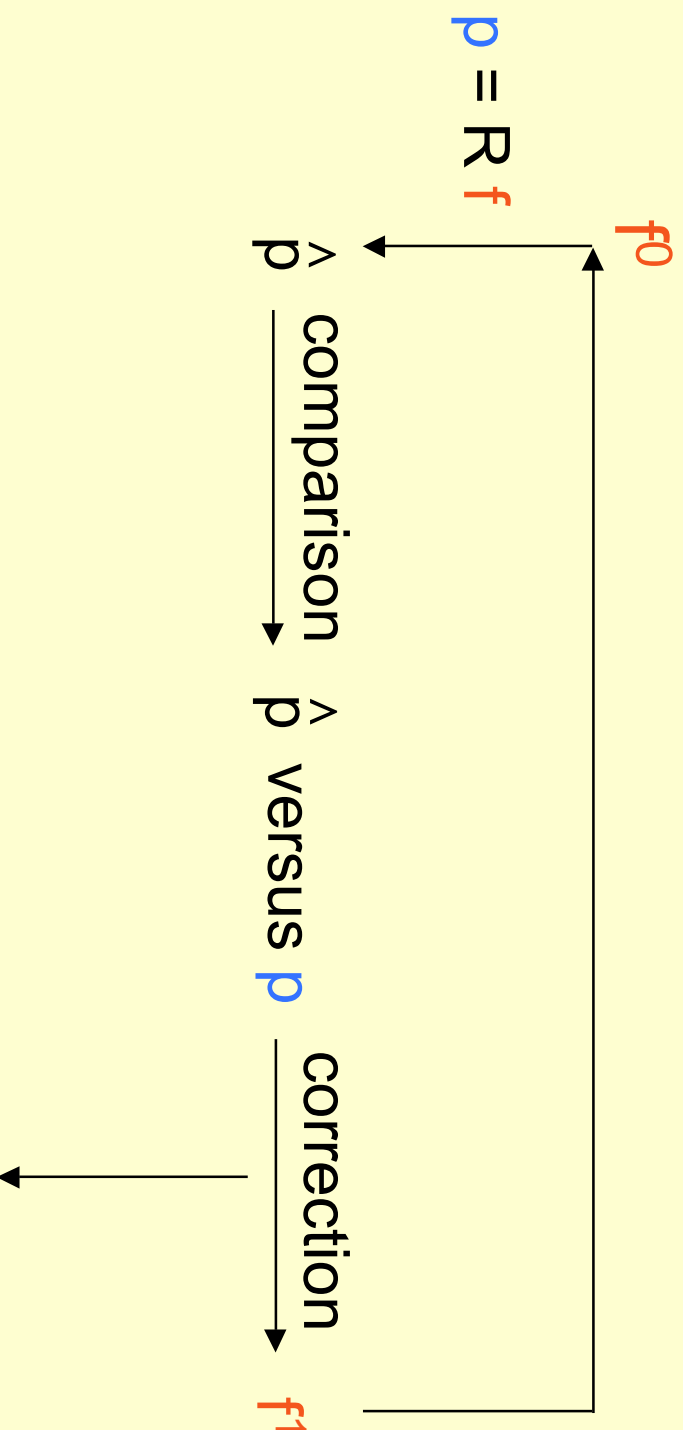 f⁰
p = R f
p̂ comparison p̂ versus p correction f¹